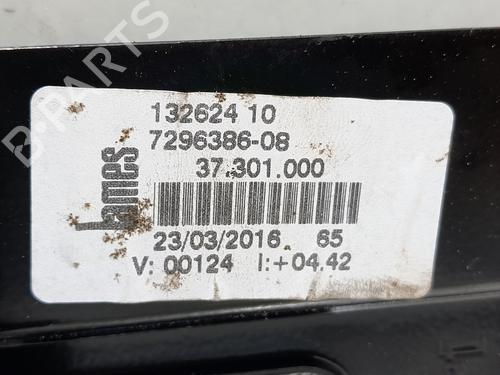 B-PARTS
lames
132624 10
7296386-08
37.301.000
23/03/2016 65
V: 00124 I:+04.42